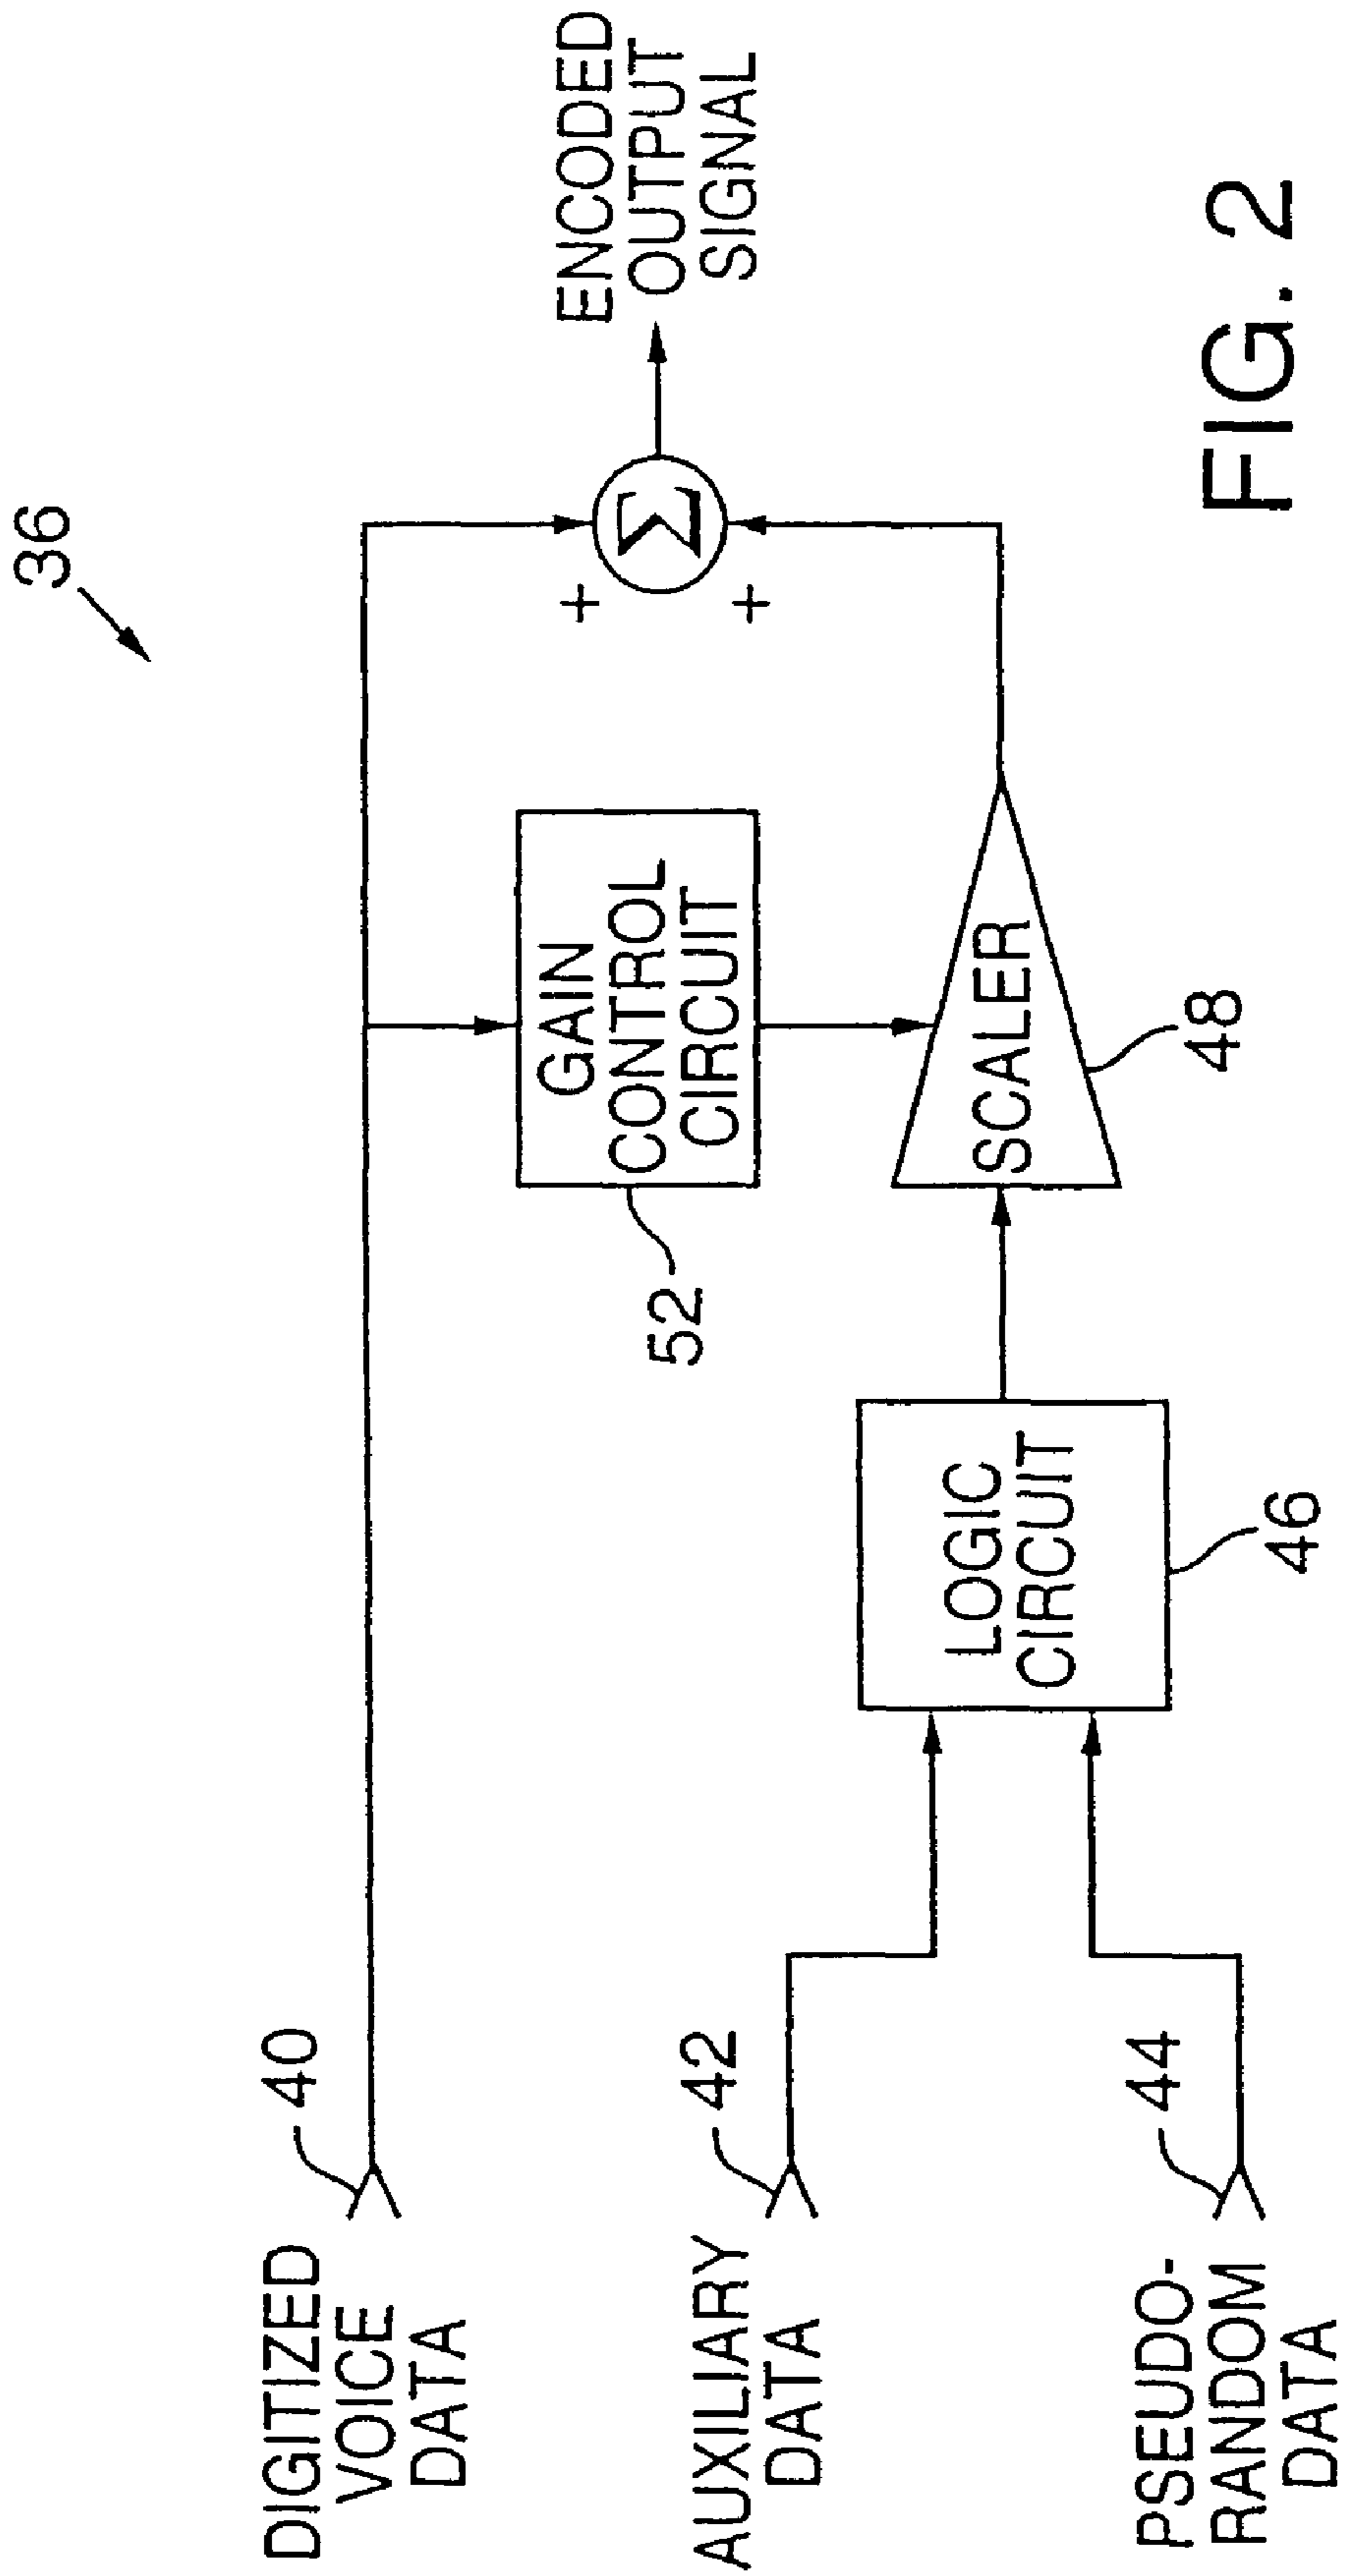 36
DIGITIZED
VOICE
DATA
40
GAIN
CONTROL
CIRCUIT
52
+
Σ
+
ENCODED
OUTPUT
SIGNAL
AUXILIARY
DATA
42
LOGIC
CIRCUIT
46
SCALER
48
PSEUDO-
RANDOM
DATA
44
FIG. 2